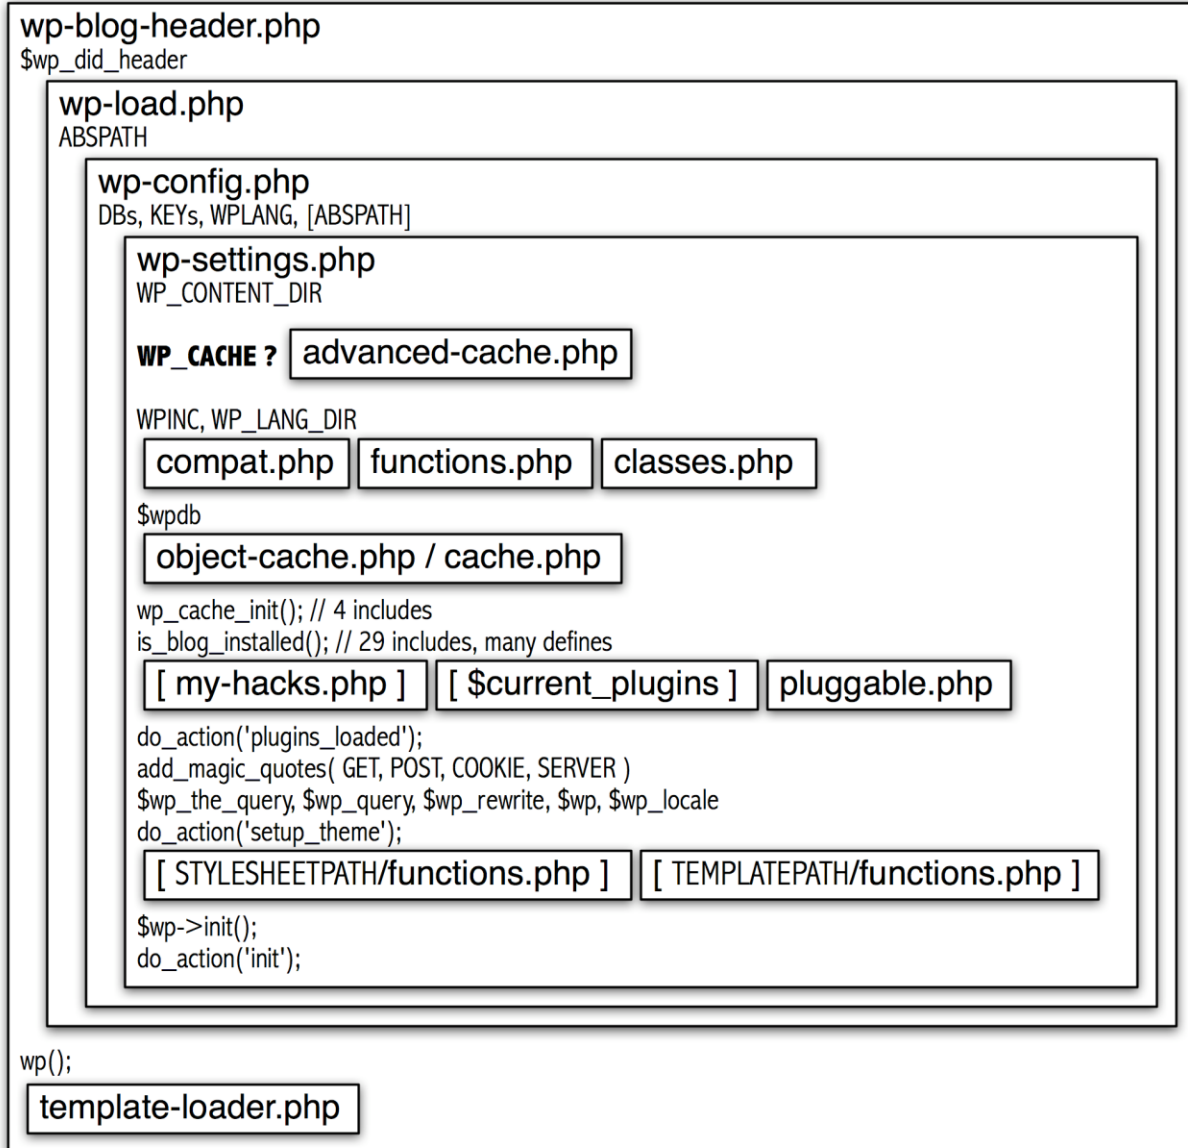 wp-blog-header.php
$wp_did_header
wp-load.php
ABSPATH
wp-config.php
DBs, KEYs, WPLANG, [ABSPATH]
wp-settings.php
WP_CONTENT_DIR
WP_CACHE ? advanced-cache.php
WPINC, WP_LANG_DIR
compat.php functions.php classes.php
$wpdb
object-cache.php / cache.php
wp_cache_init(); // 4 includes
is_blog_installed(); // 29 includes, many defines
[ my-hacks.php ] [ $current_plugins ] pluggable.php
do_action('plugins_loaded');
add_magic_quotes( GET, POST, COOKIE, SERVER )
$wp_the_query, $wp_query, $wp_rewrite, $wp, $wp_locale
do_action('setup_theme');
[ STYLESHEETPATH/functions.php ] [ TEMPLATEPATH/functions.php ]
$wp->init();
do_action('init');
wp();
template-loader.php